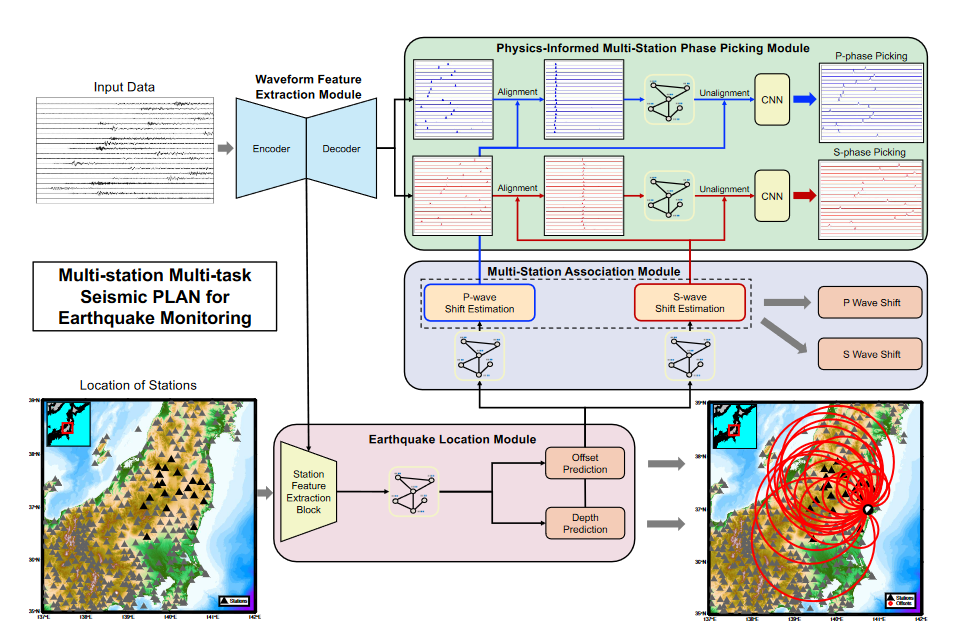 Physics-Informed Multi-Station Phase Picking Module
P-phase Picking
Input Data
Waveform Feature
Extraction Module
Encoder
Decoder
Alignment
Unalignment
CNN
S-phase Picking
Alignment
Unalignment
CNN
Multi-station Multi-task
Seismic PLAN for
Earthquake Monitoring
Multi-Station Association Module
P-wave
Shift Estimation
S-wave
Shift Estimation
P Wave Shift
S Wave Shift
Location of Stations
39°N
38°N
37°N
36°N
35°N
137°E
138°E
139°E
140°E
141°E
142°E
Stations
Earthquake Location Module
Station
Feature
Extraction
Block
Offset
Prediction
Depth
Prediction
39°N
38°N
37°N
36°N
35°N
137°E
138°E
139°E
140°E
141°E
142°E
Stations
Offsets